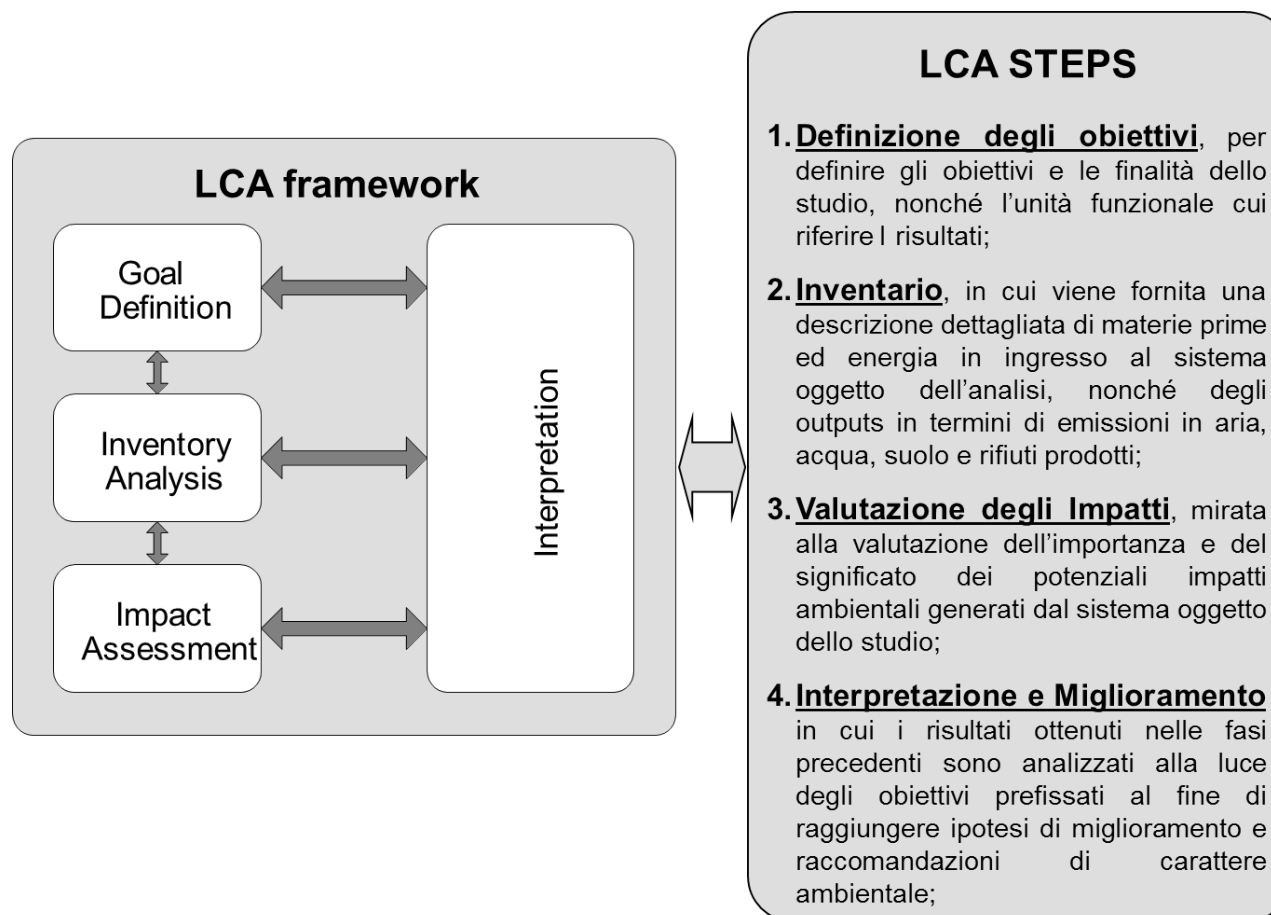 LCA framework
Goal
Definition
Inventory
Analysis
Impact
Assessment
Interpretation
LCA STEPS
1. Definizione degli obiettivi, per
definire gli obiettivi e le finalità dello
studio, nonché l’unità funzionale cui
riferire I risultati;
2. Inventario, in cui viene fornita una
descrizione dettagliata di materie prime
ed energia in ingresso al sistema
oggetto dell’analisi, nonché degli
outputs in termini di emissioni in aria,
acqua, suolo e rifiuti prodotti;
3. Valutazione degli Impatti, mirata
alla valutazione dell’importanza e del
significato dei potenziali impatti
ambientali generati dal sistema oggetto
dello studio;
4. Interpretazione e Miglioramento
in cui i risultati ottenuti nelle fasi
precedenti sono analizzati alla luce
degli obiettivi prefissati al fine di
raggiungere ipotesi di miglioramento e
raccomandazioni di carattere
ambientale;